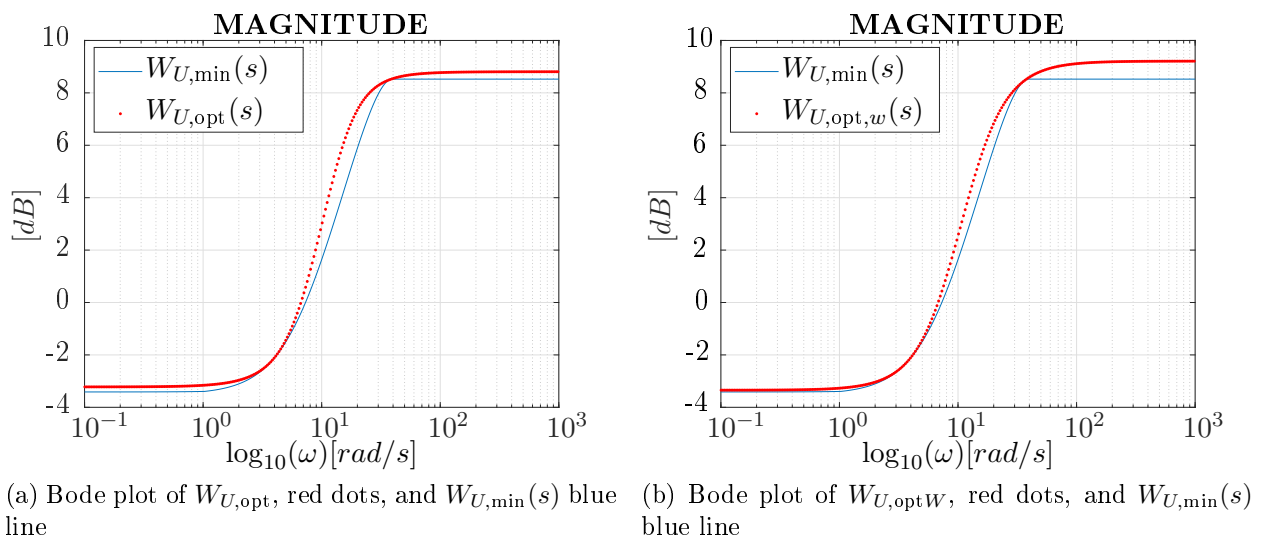 MAGNITUDE
10
8
6
4
2
0
-2
-4
[dB]
W_{U,min}(s)
W_{U,opt}(s)
10^{-1}
10^{0}
10^{1}
10^{2}
10^{3}
log_{10}(ω)[rad/s]
(a) Bode plot of W_{U,opt}, red dots, and W_{U,min}(s) blue
line
MAGNITUDE
10
8
6
4
2
0
-2
-4
[dB]
W_{U,min}(s)
W_{U,opt,w}(s)
10^{-1}
10^{0}
10^{1}
10^{2}
10^{3}
log_{10}(ω)[rad/s]
(b) Bode plot of W_{U,optW}, red dots, and W_{U,min}(s)
blue line